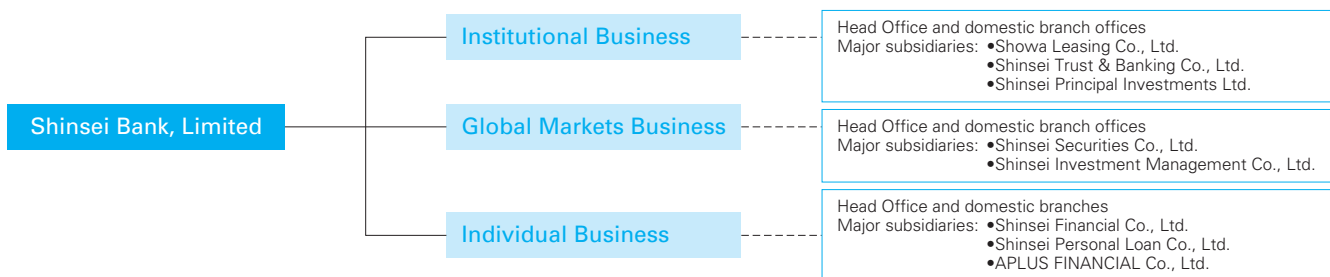 Shinsei Bank, Limited
Institutional Business
Head Office and domestic branch offices
Major subsidiaries: •Showa Leasing Co., Ltd.
•Shinsei Trust & Banking Co., Ltd.
•Shinsei Principal Investments Ltd.
Global Markets Business
Head Office and domestic branch offices
Major subsidiaries: •Shinsei Securities Co., Ltd.
•Shinsei Investment Management Co., Ltd.
Individual Business
Head Office and domestic branches
Major subsidiaries: •Shinsei Financial Co., Ltd.
•Shinsei Personal Loan Co., Ltd.
•APLUS FINANCIAL Co., Ltd.